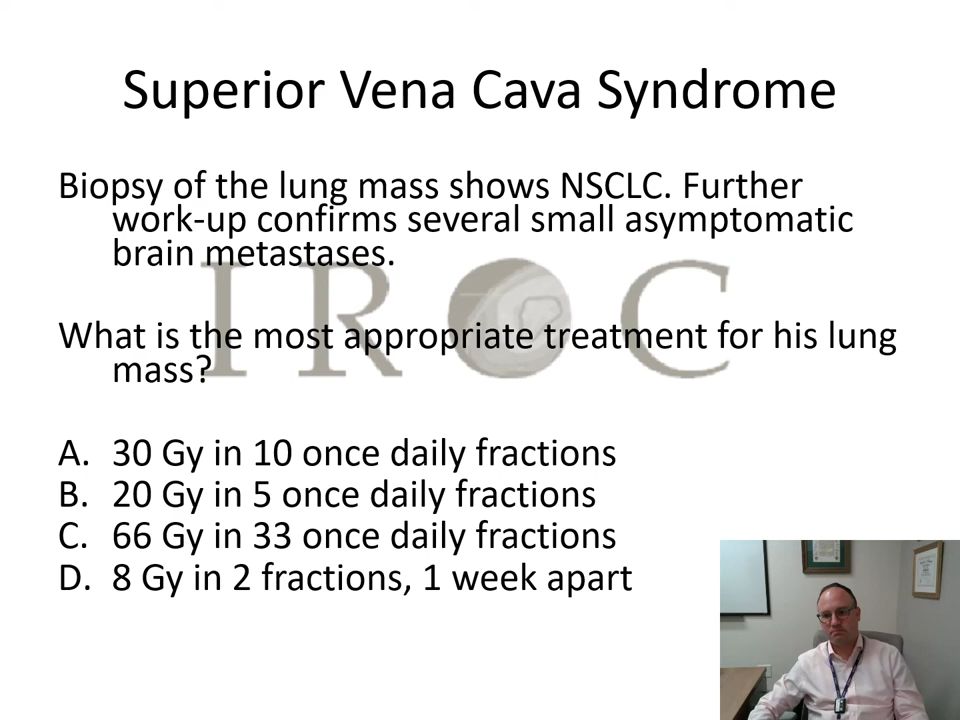 Superior Vena Cava Syndrome
Biopsy of the lung mass shows NSCLC. Further
work-up confirms several small asymptomatic
brain metastases.
IROC
What is the most appropriate treatment for his lung
mass?
A. 30 Gy in 10 once daily fractions
B. 20 Gy in 5 once daily fractions
C. 66 Gy in 33 once daily fractions
D. 8 Gy in 2 fractions, 1 week apart